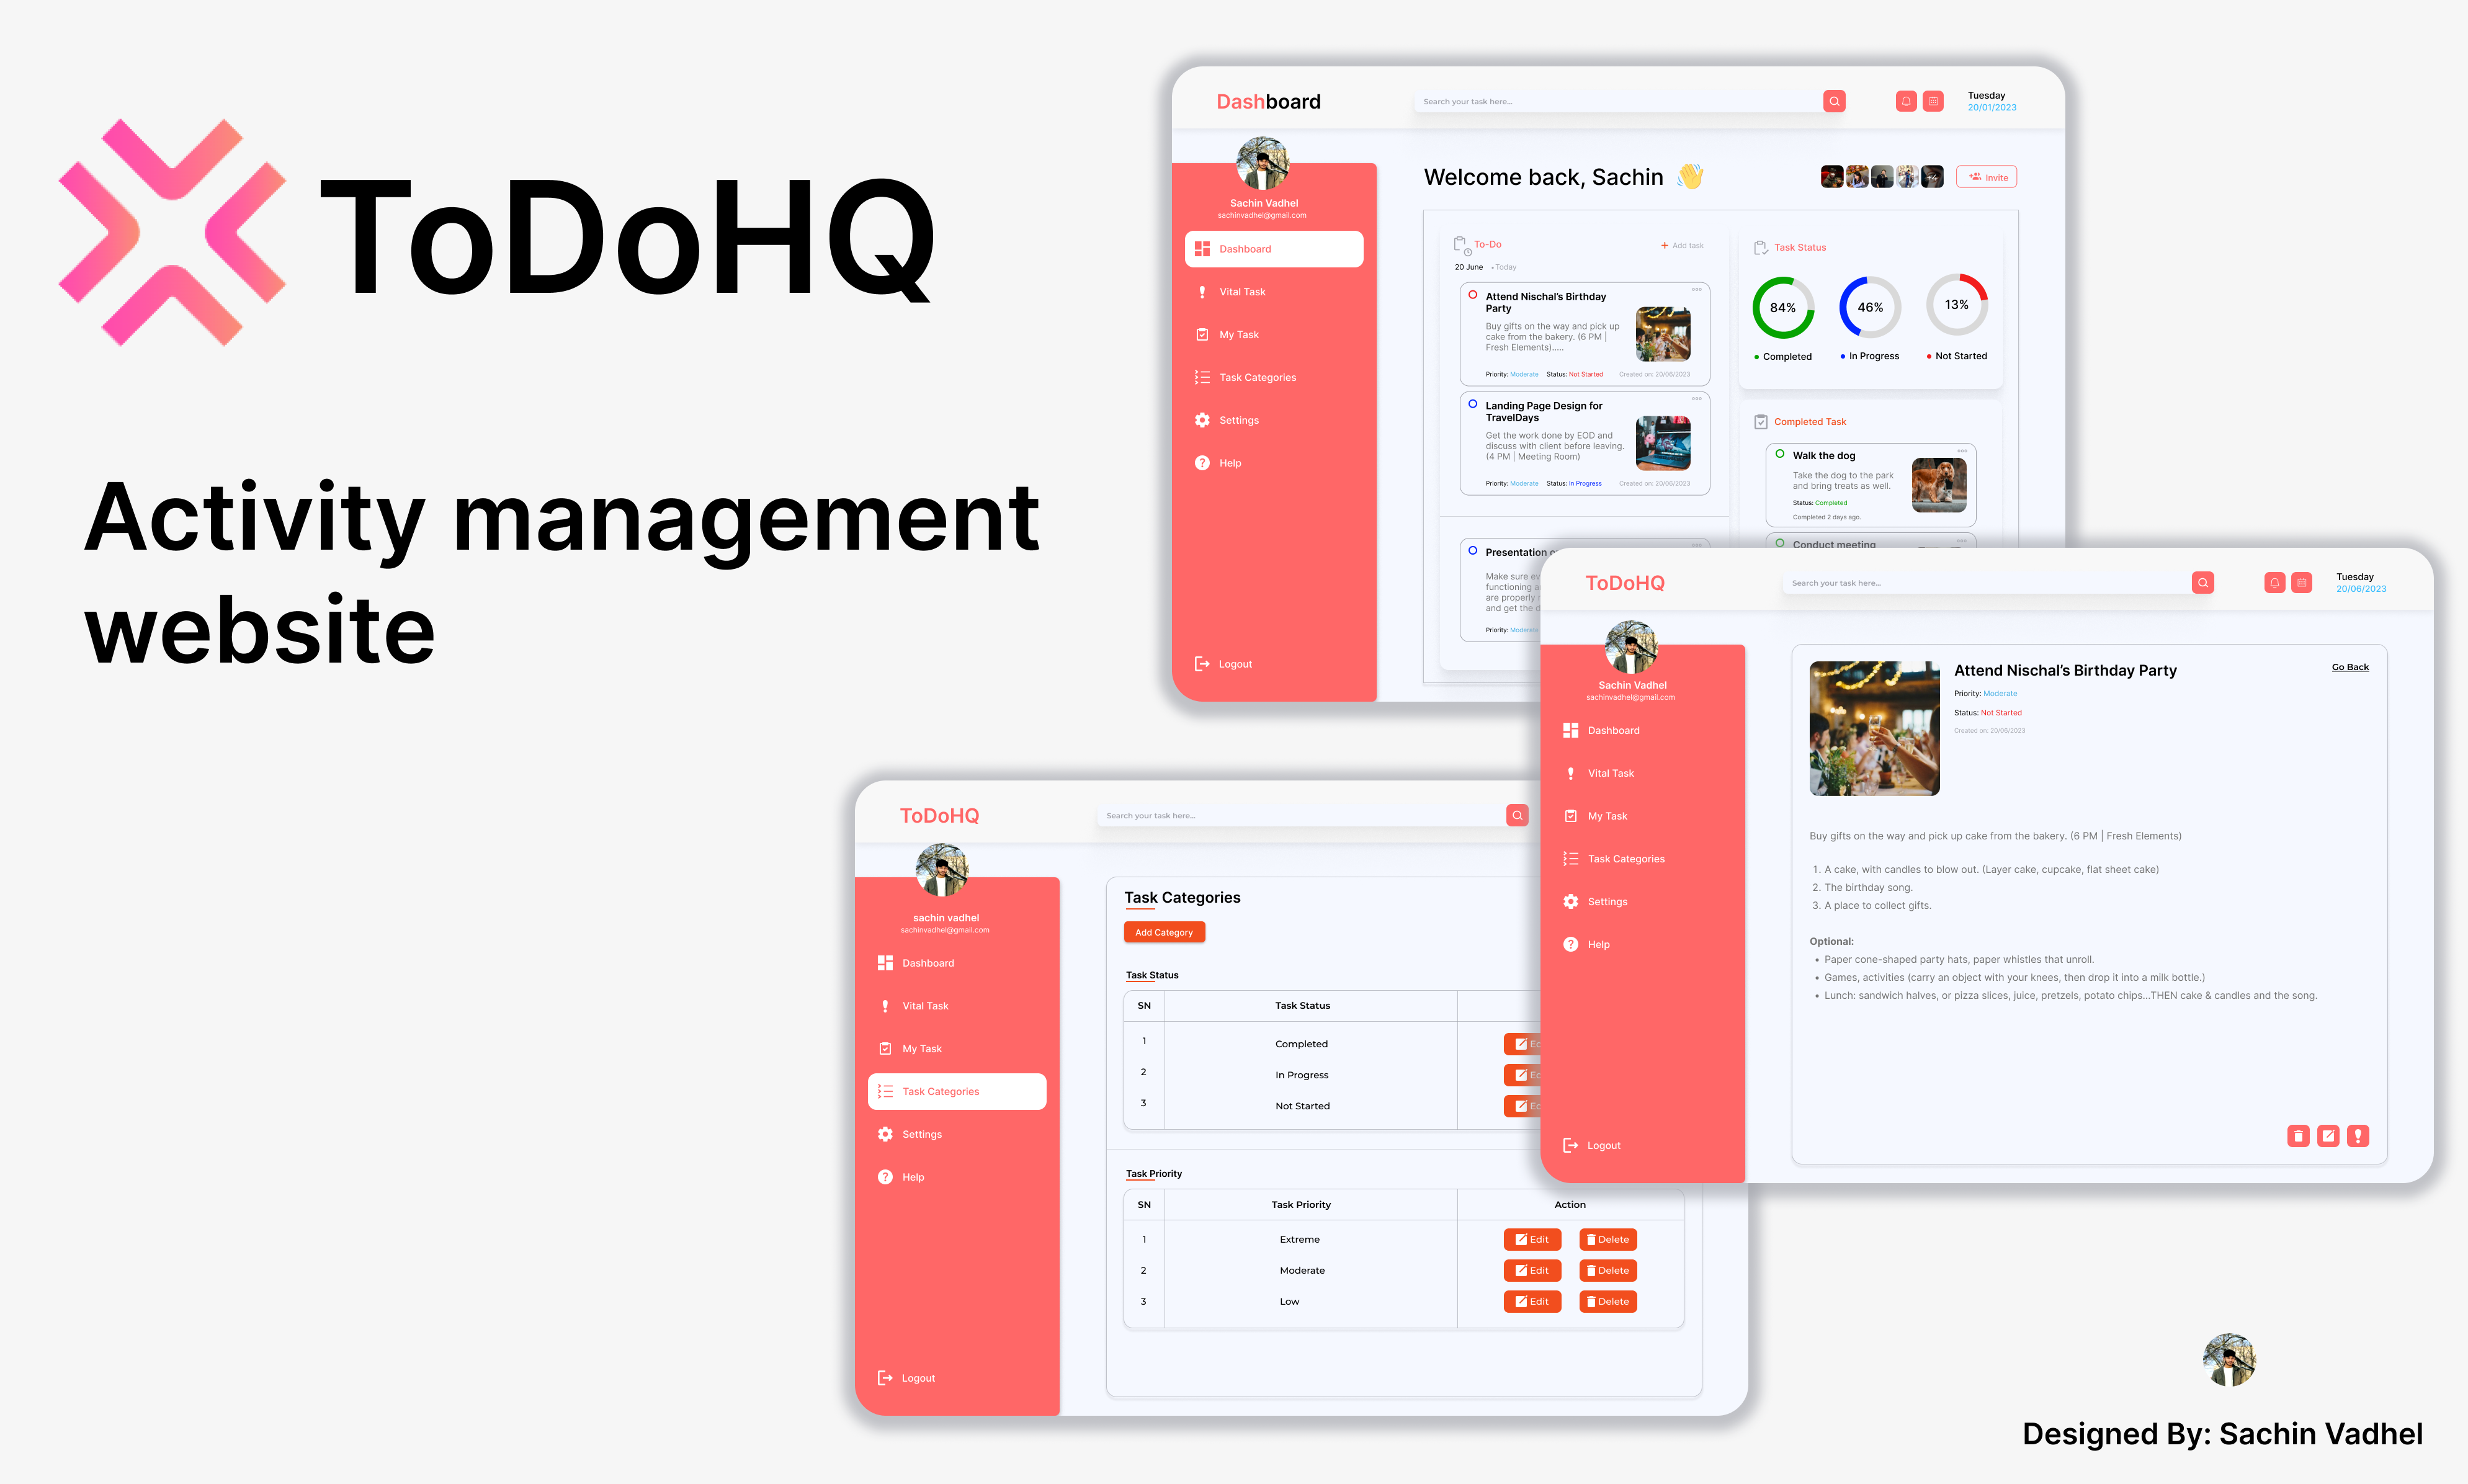 ToDoHQ
Activity management
website
Dashboard
Search your task here...
Tuesday
20/01/2023
Sachin Vadhel
sachinvadhel@gmail.com
Dashboard
Vital Task
My Task
Task Categories
Settings
Help
Logout
Welcome back, Sachin 👋
+4
Invite
To-Do
+ Add task
20 June
• Today
Attend Nischal's Birthday
Party
Buy gifts on the way and pick up
cake from the bakery. (6 PM |
Fresh Elements).....
Priority: Moderate Status: Not Started Created on: 20/06/2023
Landing Page Design for
TravelDays
Get the work done by EOD and
discuss with client before leaving.
(4 PM | Meeting Room)
Priority: Moderate Status: In Progress Created on: 20/06/2023
Presentation
Make sure
functioning
are properly
and get the
Priority: Moderate
Task Status
84%
46%
13%
• Completed
• In Progress
• Not Started
Completed Task
Walk the dog
Take the dog to the park
and bring treats as well.
Status: Completed
Completed 2 days ago.
Conduct meeting
ToDoHQ
Search your task here...
Tuesday
20/06/2023
Sachin Vadhel
sachinvadhel@gmail.com
Dashboard
Vital Task
My Task
Task Categories
Settings
Help
Logout
Attend Nischal's Birthday Party
Go Back
Priority: Moderate
Status: Not Started
Created on: 20/06/2023
Buy gifts on the way and pick up cake from the bakery. (6 PM | Fresh Elements)
1. A cake, with candles to blow out. (Layer cake, cupcake, flat sheet cake)
2. The birthday song.
3. A place to collect gifts.
Optional:
• Paper cone-shaped party hats, paper whistles that unroll.
• Games, activities (carry an object with your knees, then drop it into a milk bottle.)
• Lunch: sandwich halves, or pizza slices, juice, pretzels, potato chips...THEN cake & candles and the song.
ToDoHQ
Search your task here...
sachin vadhel
sachinvadhel@gmail.com
Dashboard
Vital Task
My Task
Task Categories
Settings
Help
Logout
Task Categories
Add Category
Task Status
SN Task Status
1 Completed
2 In Progress
3 Not Started
Task Priority
SN Task Priority Action
1 Extreme Edit Delete
2 Moderate Edit Delete
3 Low Edit Delete
Designed By: Sachin Vadhel